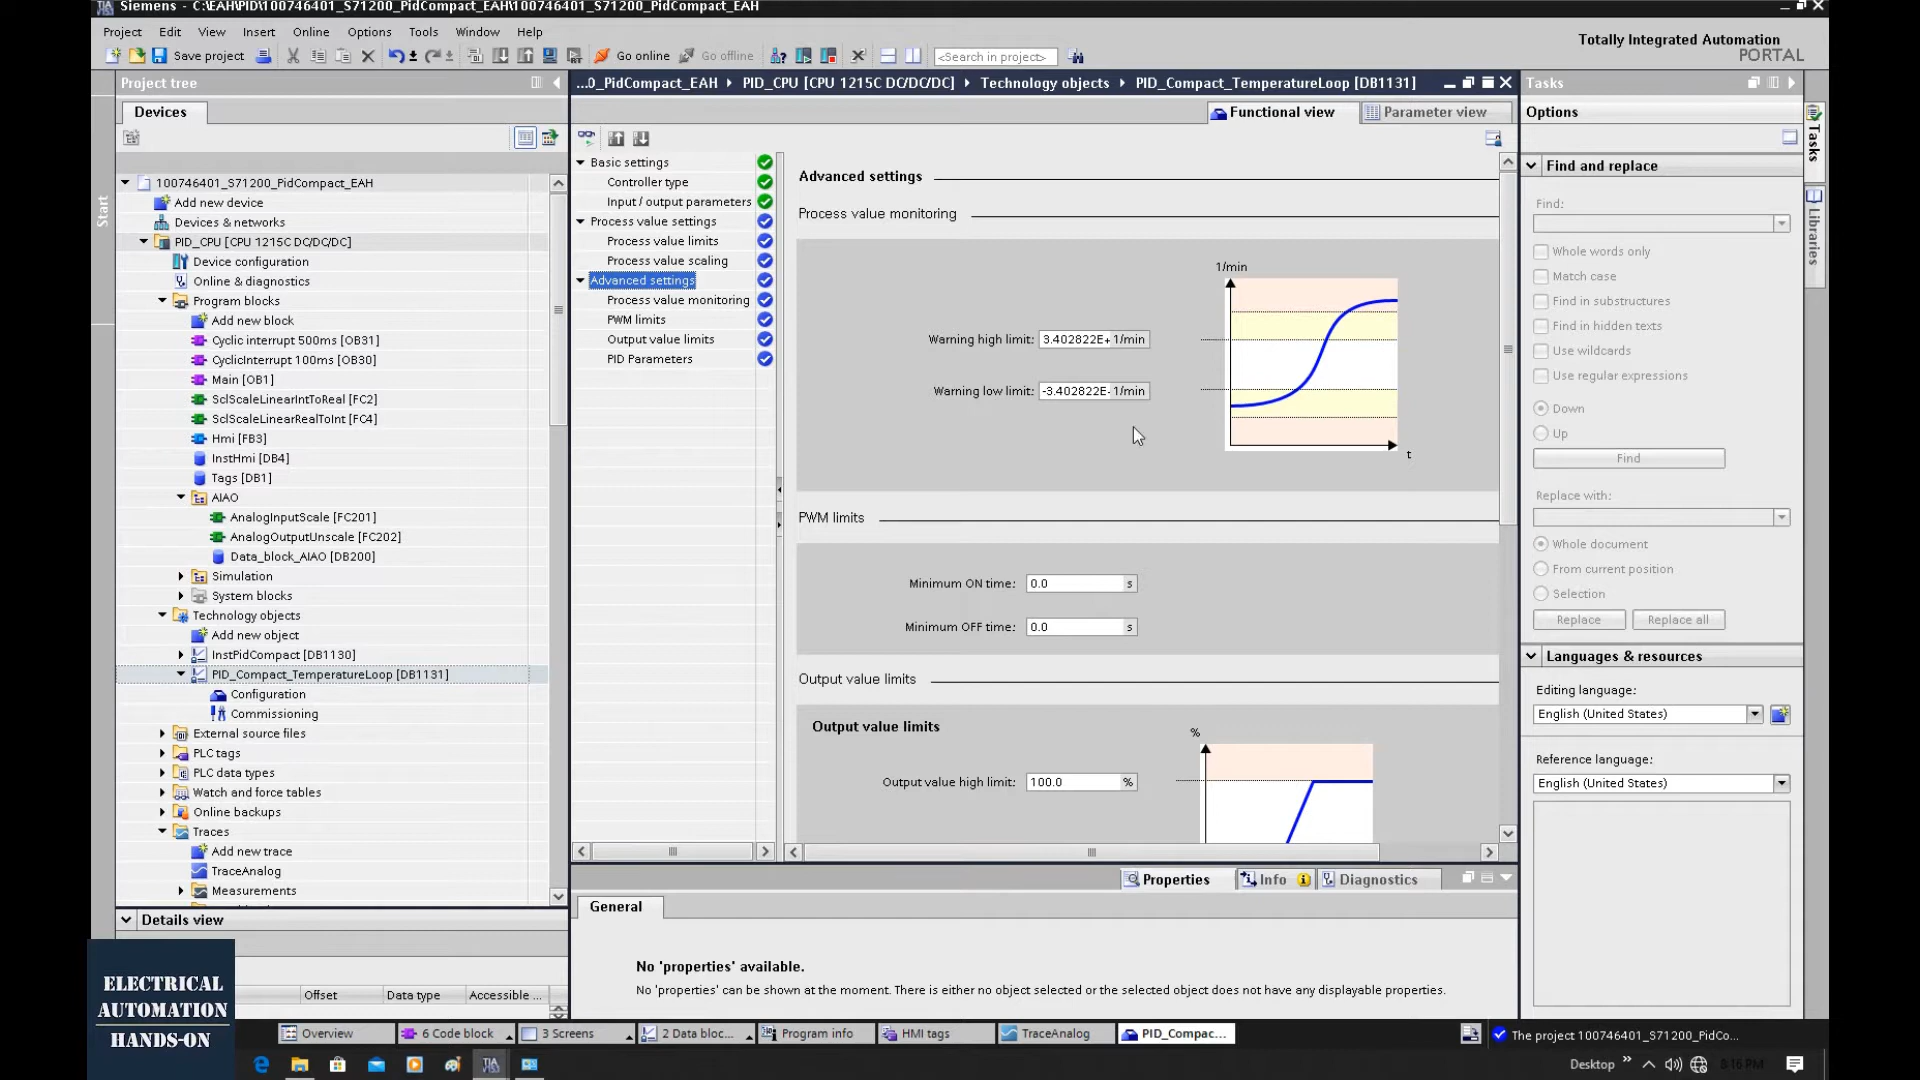 Siemens - C:\EAH\PID\100746401_S71200_PidCompact_EAH\100746401_S71200_PidCompact_EAH
Project Edit View Insert Online Options Tools Window Help
Totally Integrated Automation
PORTAL
Save project
Go online
Go offline
<Search in project>
Project tree
...0_PidCompact_EAH PID_CPU [CPU 1215C DC/DC/DC] Technology objects PID_Compact_TemperatureLoop [DB1131]
Tasks
Devices
Functional view
Parameter view
Options
Start
100746401_S71200_PidCompact_EAH
Add new device
Devices & networks
PID_CPU [CPU 1215C DC/DC/DC]
Device configuration
Online & diagnostics
Program blocks
Add new block
Cyclic interrupt 500ms [OB31]
CyclicInterrupt 100ms [OB30]
Main [OB1]
SclScaleLinearIntToReal [FC2]
SclScaleLinearRealToInt [FC4]
Hmi [FB3]
InstHmi [DB4]
Tags [DB1]
AIAO
AnalogInputScale [FC201]
AnalogOutputUnscale [FC202]
Data_block_AIAO [DB200]
Simulation
System blocks
Technology objects
Add new object
InstPidCompact [DB1130]
PID_Compact_TemperatureLoop [DB1131]
Configuration
Commissioning
External source files
PLC tags
PLC data types
Watch and force tables
Online backups
Traces
Add new trace
TraceAnalog
Measurements
Details view
Offset Data type Accessible ...
Basic settings
Controller type
Input / output parameters
Process value settings
Process value limits
Process value scaling
Advanced settings
Process value monitoring
PWM limits
Output value limits
PID Parameters
Advanced settings
Process value monitoring
1/min
Warning high limit: 3.402822E+ 1/min
Warning low limit: -3.402822E- 1/min
t
PWM limits
Minimum ON time: 0.0 s
Minimum OFF time: 0.0 s
Output value limits
Output value limits
%
Output value high limit: 100.0 %
Properties
Info
Diagnostics
General
No 'properties' available.
No 'properties' can be shown at the moment. There is either no object selected or the selected object does not have any displayable properties.
Find and replace
Find:
Whole words only
Match case
Find in substructures
Find in hidden texts
Use wildcards
Use regular expressions
Down
Up
Find
Replace with:
Whole document
From current position
Selection
Replace
Replace all
Languages & resources
Editing language:
English (United States)
Reference language:
English (United States)
Tasks
Libraries
ELECTRICAL
AUTOMATION
HANDS-ON
Overview
6 Code block
3 Screens
2 Data bloc...
Program info
HMI tags
TraceAnalog
PID_Compac...
The project 100746401_S71200_PidCo...
Desktop
8:16 PM